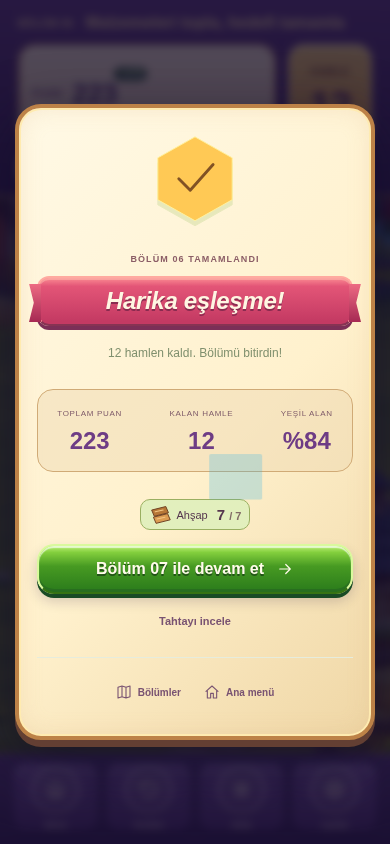 223
BÖLÜM 06 TAMAMLANDI
Harika eşleşme!
12 hamlen kaldı. Bölümü bitirdin!
TOPLAM PUAN KALAN HAMLE YEŞİL ALAN
223 12 %84
Ahşap 7 / 7
Bölüm 07 ile devam et
Tahtayı incele
Bölümler Ana menü